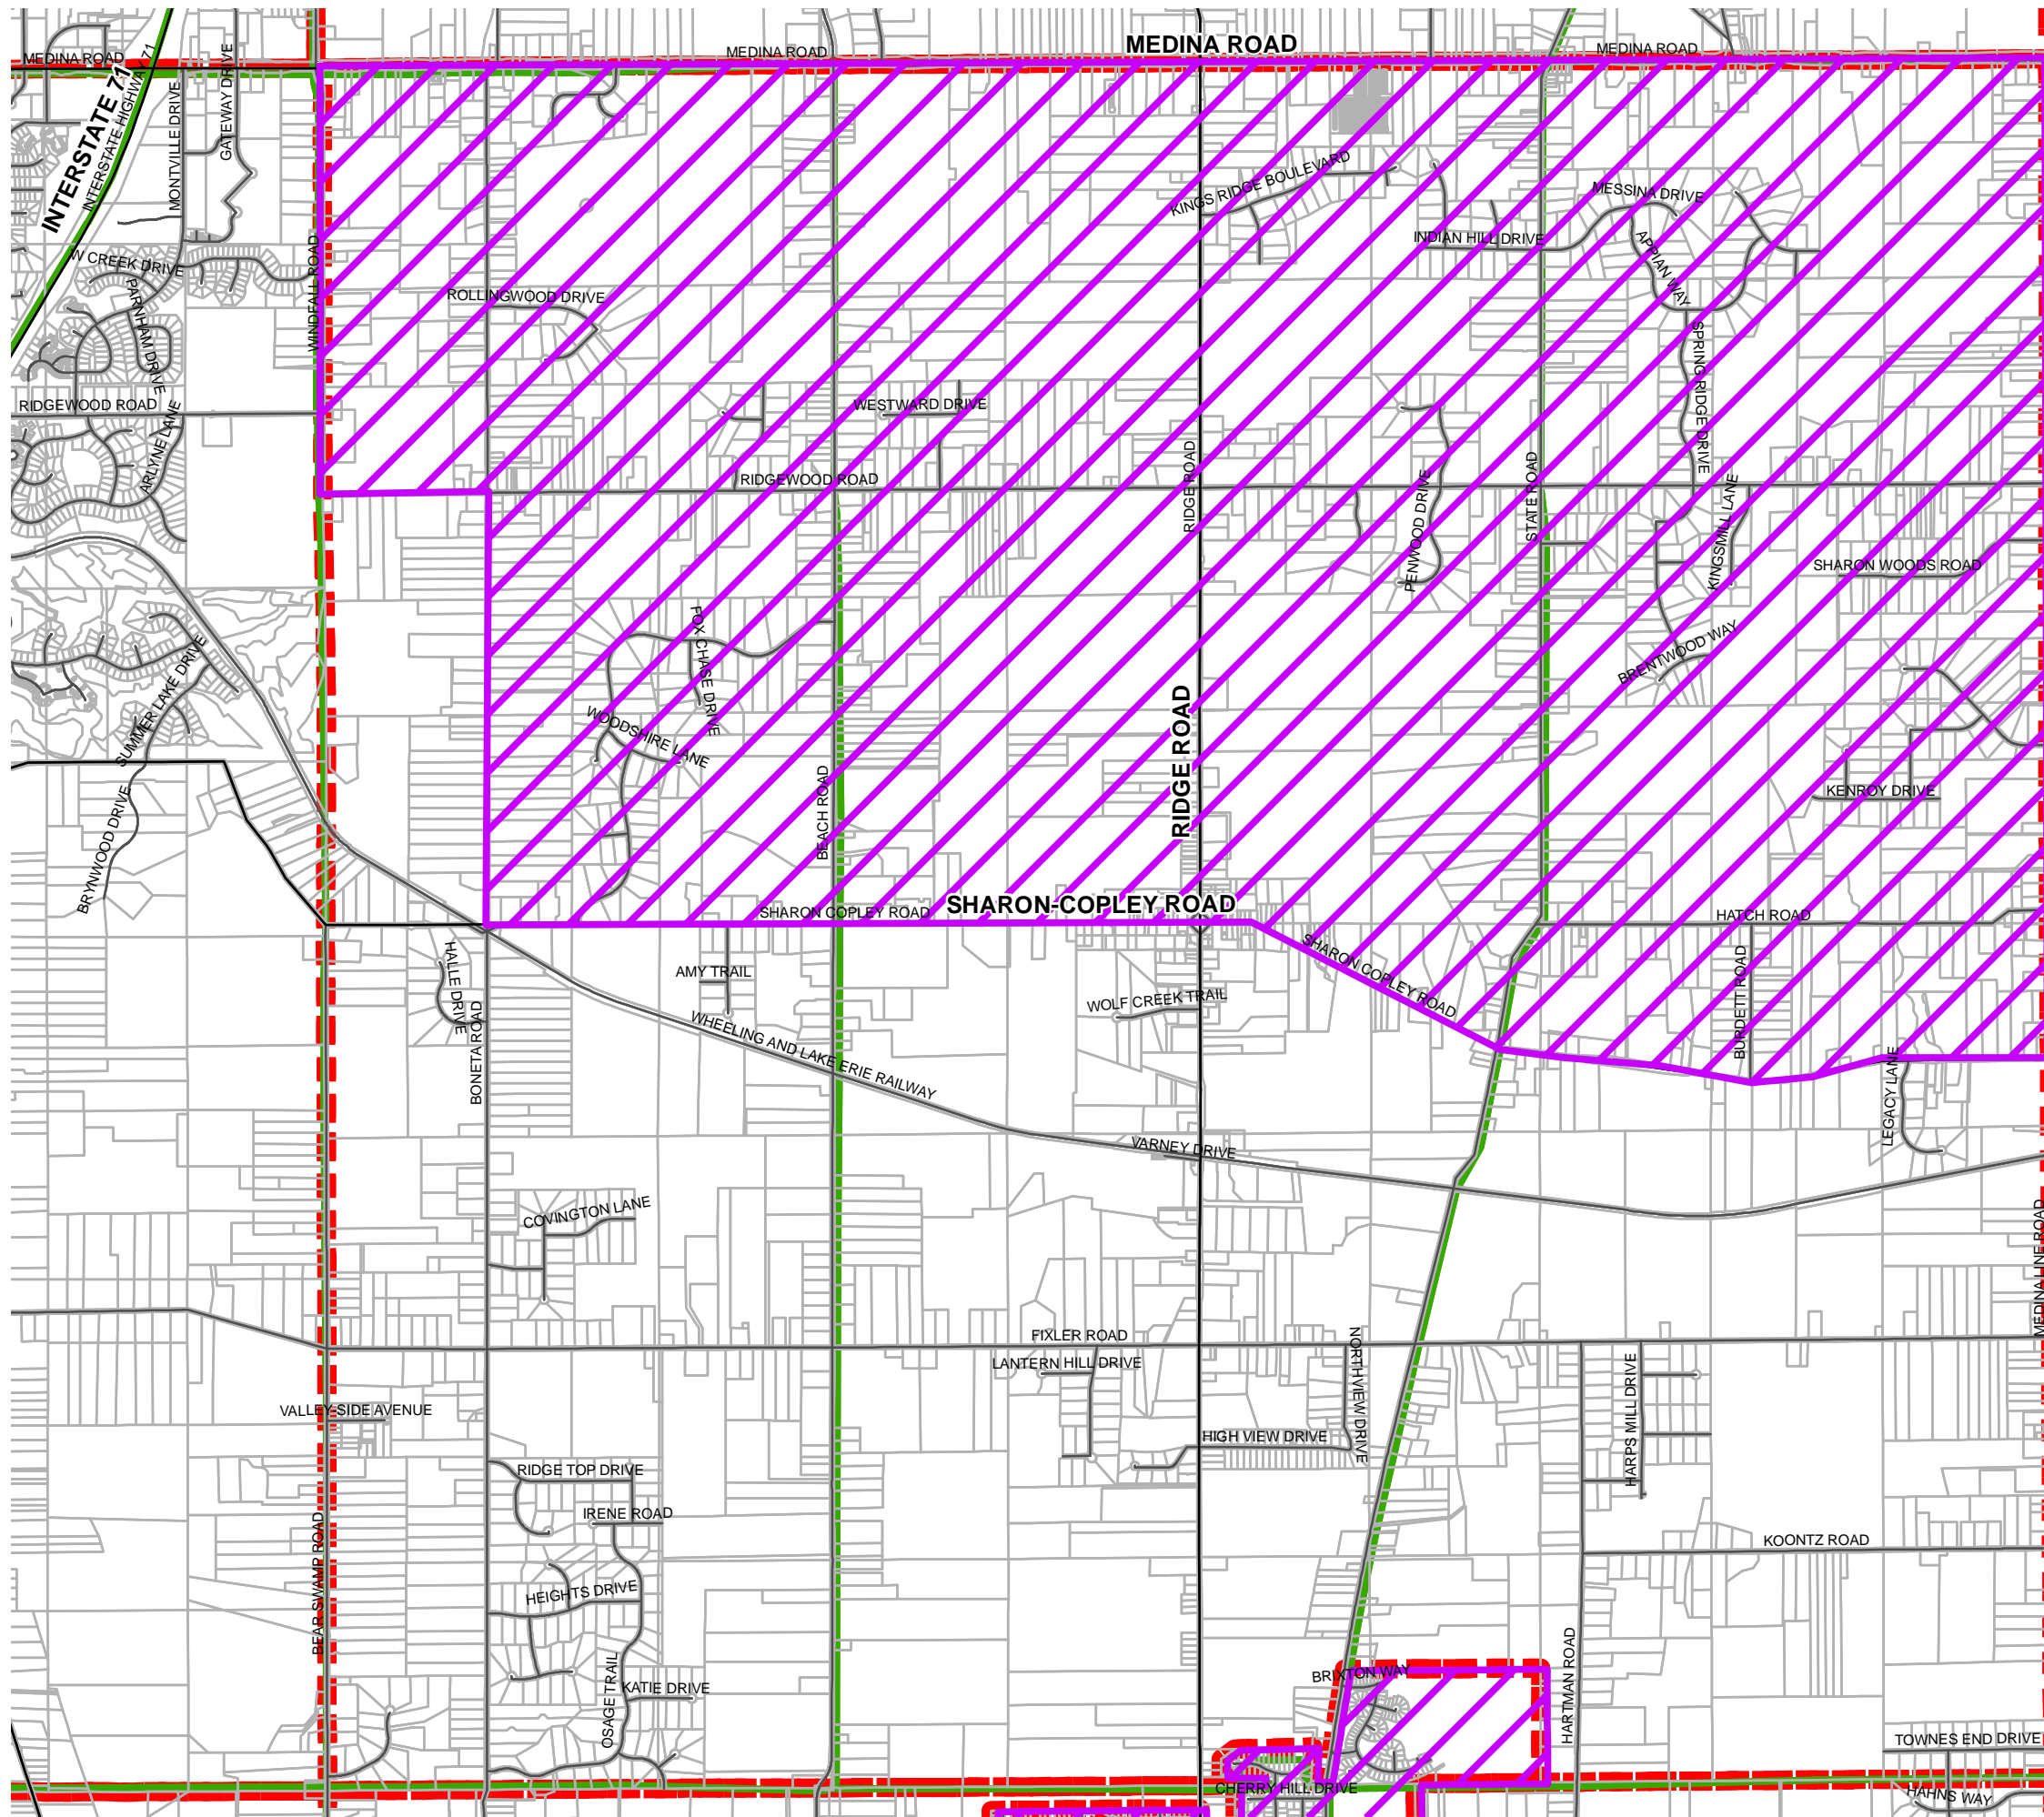 MEDINA ROAD
MEDINA ROAD
MEDINA ROAD
MEDINA ROAD
INTERSTATE 71
INTERSTATE HIGHWAY 71
MONTVILLE DRIVE
GATEWAY DRIVE
KINGS RIDGE BOULEVARD
MESSINA DRIVE
INDIAN HILL DRIVE
APPIAN WAY
W CREEK DRIVE
PARNHAM DRIVE
WINDFALL ROAD
ROLLINGWOOD DRIVE
SPRING RIDGE DRIVE
RIDGEWOOD ROAD
ARLYNE LANE
WESTWARD DRIVE
RIDGEWOOD ROAD
RIDGE ROAD
PENWOOD DRIVE
STATE ROAD
KINGSMILL LANE
SHARON WOODS ROAD
FOX CHASE DRIVE
BRENTWOOD WAY
SUMMER LAKE DRIVE
WOODSHIRE LANE
RIDGE ROAD
BEACH ROAD
KENROY DRIVE
BRYNWOOD DRIVE
SHARON COPLEY ROAD
SHARON-COPLEY ROAD
HATCH ROAD
SHARON COPLEY ROAD
HALLE DRIVE
AMY TRAIL
WOLF CREEK TRAIL
BURDETT ROAD
BONETA ROAD
WHEELING AND LAKE ERIE RAILWAY
LEGACY LANE
VARNEY DRIVE
COVINGTON LANE
MEDINA LINE ROAD
FIXLER ROAD
LANTERN HILL DRIVE
NORTHVIEW DRIVE
HARPS MILL DRIVE
VALLEY SIDE AVENUE
HIGH VIEW DRIVE
RIDGE TOP DRIVE
IRENE ROAD
KOONTZ ROAD
BEAR SWAMP ROAD
HEIGHTS DRIVE
HARTMAN ROAD
OSAGE TRAIL
KATIE DRIVE
BRIXTON WAY
TOWNES END DRIVE
CHERRY HILL DRIVE
HAHNS WAY